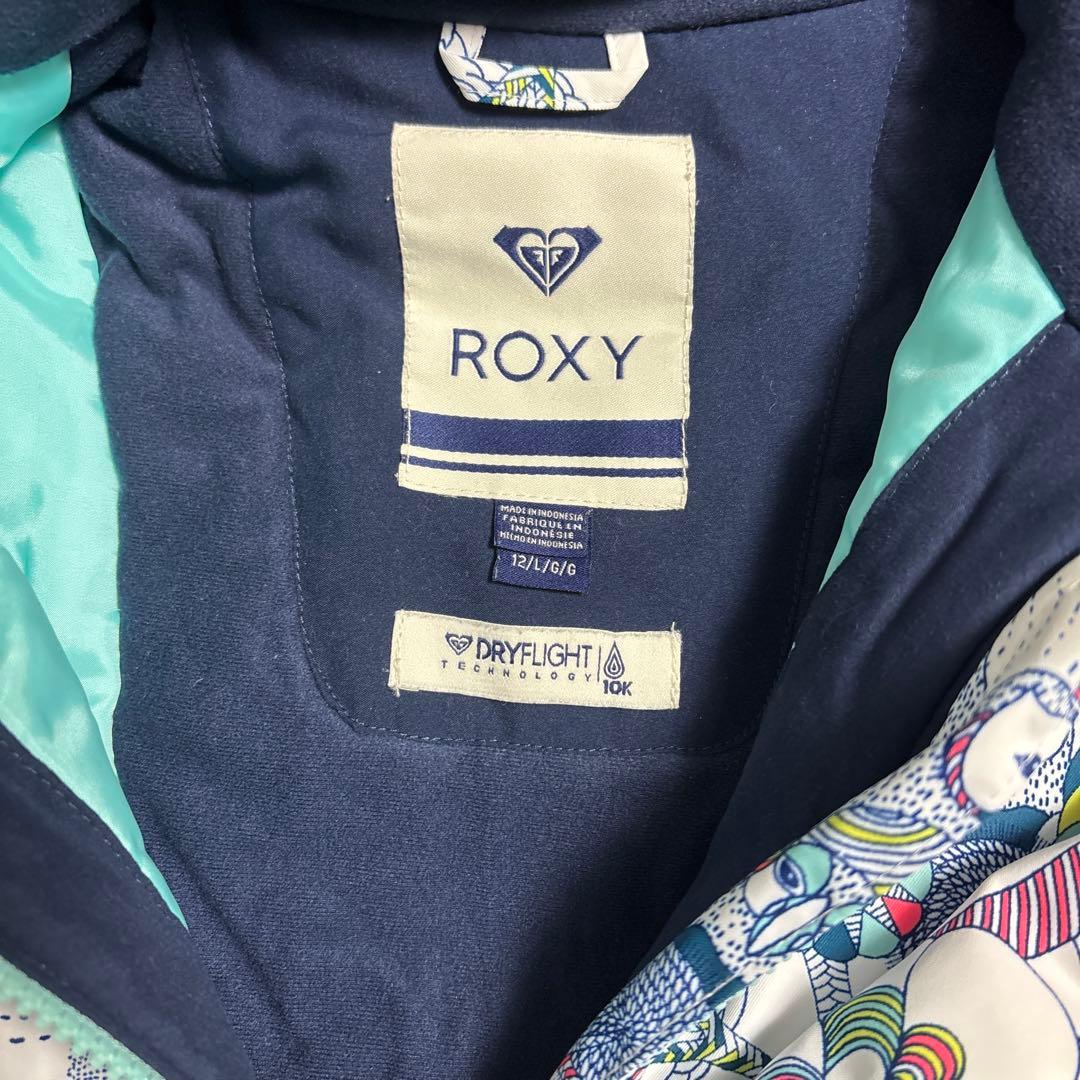 ROXY
MADE IN INDONESIA
FABRIQUE EN
INDONÉSIE
HECHO EN INDONESIA
12/L/G/G
DRYFLIGHT
TECHNOLOGY
10K